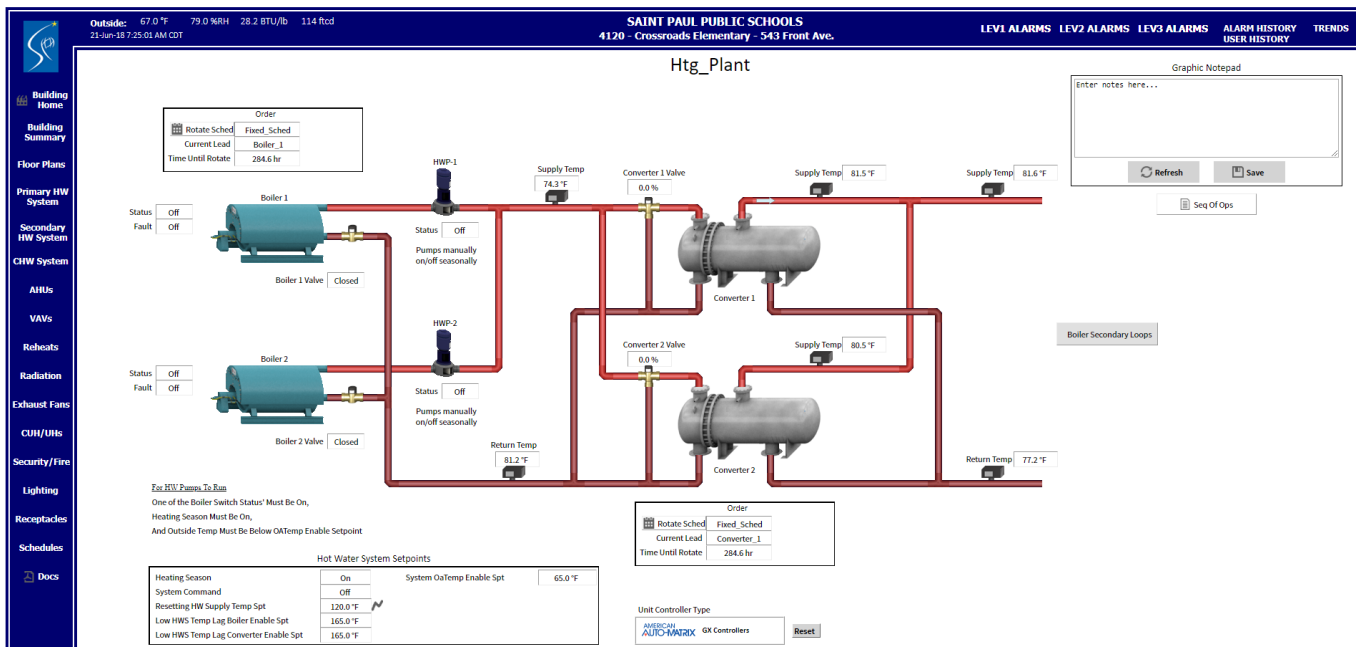 Outside: 67.0 °F 79.0 %RH 28.2 BTU/lb 114 ftcd
21-Jun-18 7:25:01 AM CDT
SAINT PAUL PUBLIC SCHOOLS
4120 - Crossroads Elementary - 543 Front Ave.
LEV1 ALARMS LEV2 ALARMS LEV3 ALARMS
ALARM HISTORY
USER HISTORY
TRENDS
Building
Home
Building
Summary
Floor Plans
Primary HW
System
Secondary
HW System
CHW System
AHUs
VAVs
Reheats
Radiation
Exhaust Fans
CUH/UHs
Security/Fire
Lighting
Receptacles
Schedules
Docs
Htg_Plant
Graphic Notepad
Enter notes here...
Refresh Save
Seq Of Ops
Order
Rotate Sched Fixed_Sched
Current Lead Boiler_1
Time Until Rotate 284.6 hr
HWP-1
Supply Temp
74.3 °F
Converter 1 Valve
0.0 %
Supply Temp 81.5 °F
Supply Temp 81.6 °F
Boiler 1
Status Off
Fault Off
Status Off
Pumps manually
on/off seasonally
Boiler 1 Valve Closed
Converter 1
HWP-2
Converter 2 Valve
0.0 %
Supply Temp 80.5 °F
Boiler Secondary Loops
Boiler 2
Status Off
Fault Off
Status Off
Pumps manually
on/off seasonally
Boiler 2 Valve Closed
Return Temp
81.2 °F
Converter 2
Return Temp 77.2 °F
For HW Pumps To Run
One of the Boiler Switch Status' Must Be On,
Heating Season Must Be On,
And Outside Temp Must Be Below OATemp Enable Setpoint
Order
Rotate Sched Fixed_Sched
Current Lead Converter_1
Time Until Rotate 284.6 hr
Hot Water System Setpoints
Heating Season On System OaTemp Enable Spt 65.0 °F
System Command Off
Resetting HW Supply Temp Spt 120.0 °F
Low HWS Temp Lag Boiler Enable Spt 165.0 °F
Low HWS Temp Lag Converter Enable Spt 165.0 °F
Unit Controller Type
AMERICAN
AUTO-MATRIX GX Controllers
Reset